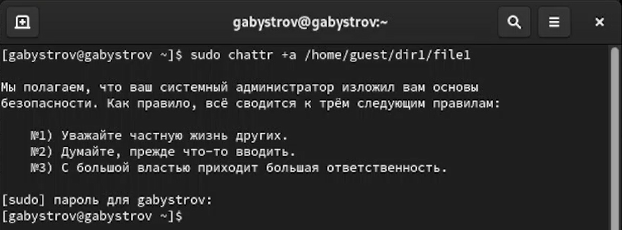 gabystrov@gabystrov:~
[gabystrov@gabystrov ~]$ sudo chattr +a /home/guest/dir1/file1
Мы полагаем, что ваш системный администратор изложил вам основы
безопасности. Как правило, всё сводится к трём следующим правилам:
№1) Уважайте частную жизнь других.
№2) Думайте, прежде что-то вводить.
№3) С большой властью приходит большая ответственность.
[sudo] пароль для gabystrov:
[gabystrov@gabystrov ~]$